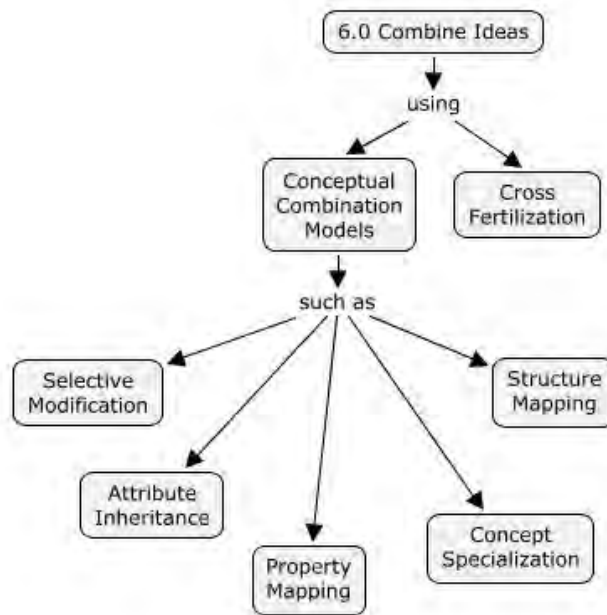 6.0 Combine Ideas
using
Conceptual
Combination
Models
Cross
Fertilization
such as
Selective
Modification
Structure
Mapping
Attribute
Inheritance
Concept
Specialization
Property
Mapping